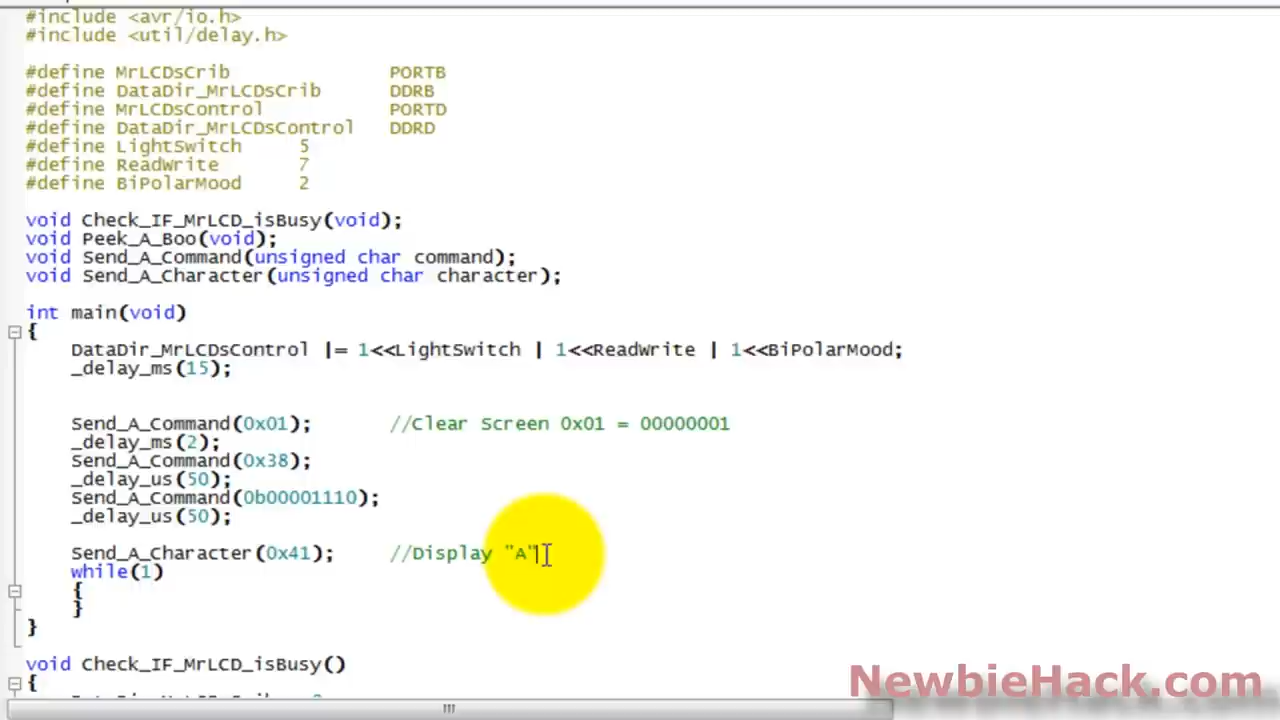 #include <avr/io.h>
#include <util/delay.h>
#define MrLCDsCrib PORTB
#define DataDir_MrLCDsCrib DDRB
#define MrLCDsControl PORTD
#define DataDir_MrLCDsControl DDRD
#define LightSwitch 5
#define ReadWrite 7
#define BiPolarMood 2
void Check_IF_MrLCD_isBusy(void);
void Peek_A_Boo(void);
void Send_A_Command(unsigned char command);
void Send_A_Character(unsigned char character);
int main(void)
{
DataDir_MrLCDsControl |= 1<<LightSwitch | 1<<ReadWrite | 1<<BiPolarMood;
_delay_ms(15);
Send_A_Command(0x01); //Clear Screen 0x01 = 00000001
_delay_ms(2);
Send_A_Command(0x38);
_delay_us(50);
Send_A_Command(0b00001110);
_delay_us(50);
Send_A_Character(0x41); //Display "A"
while(1)
{
}
}
void Check_IF_MrLCD_isBusy()
{
NewbieHack.com